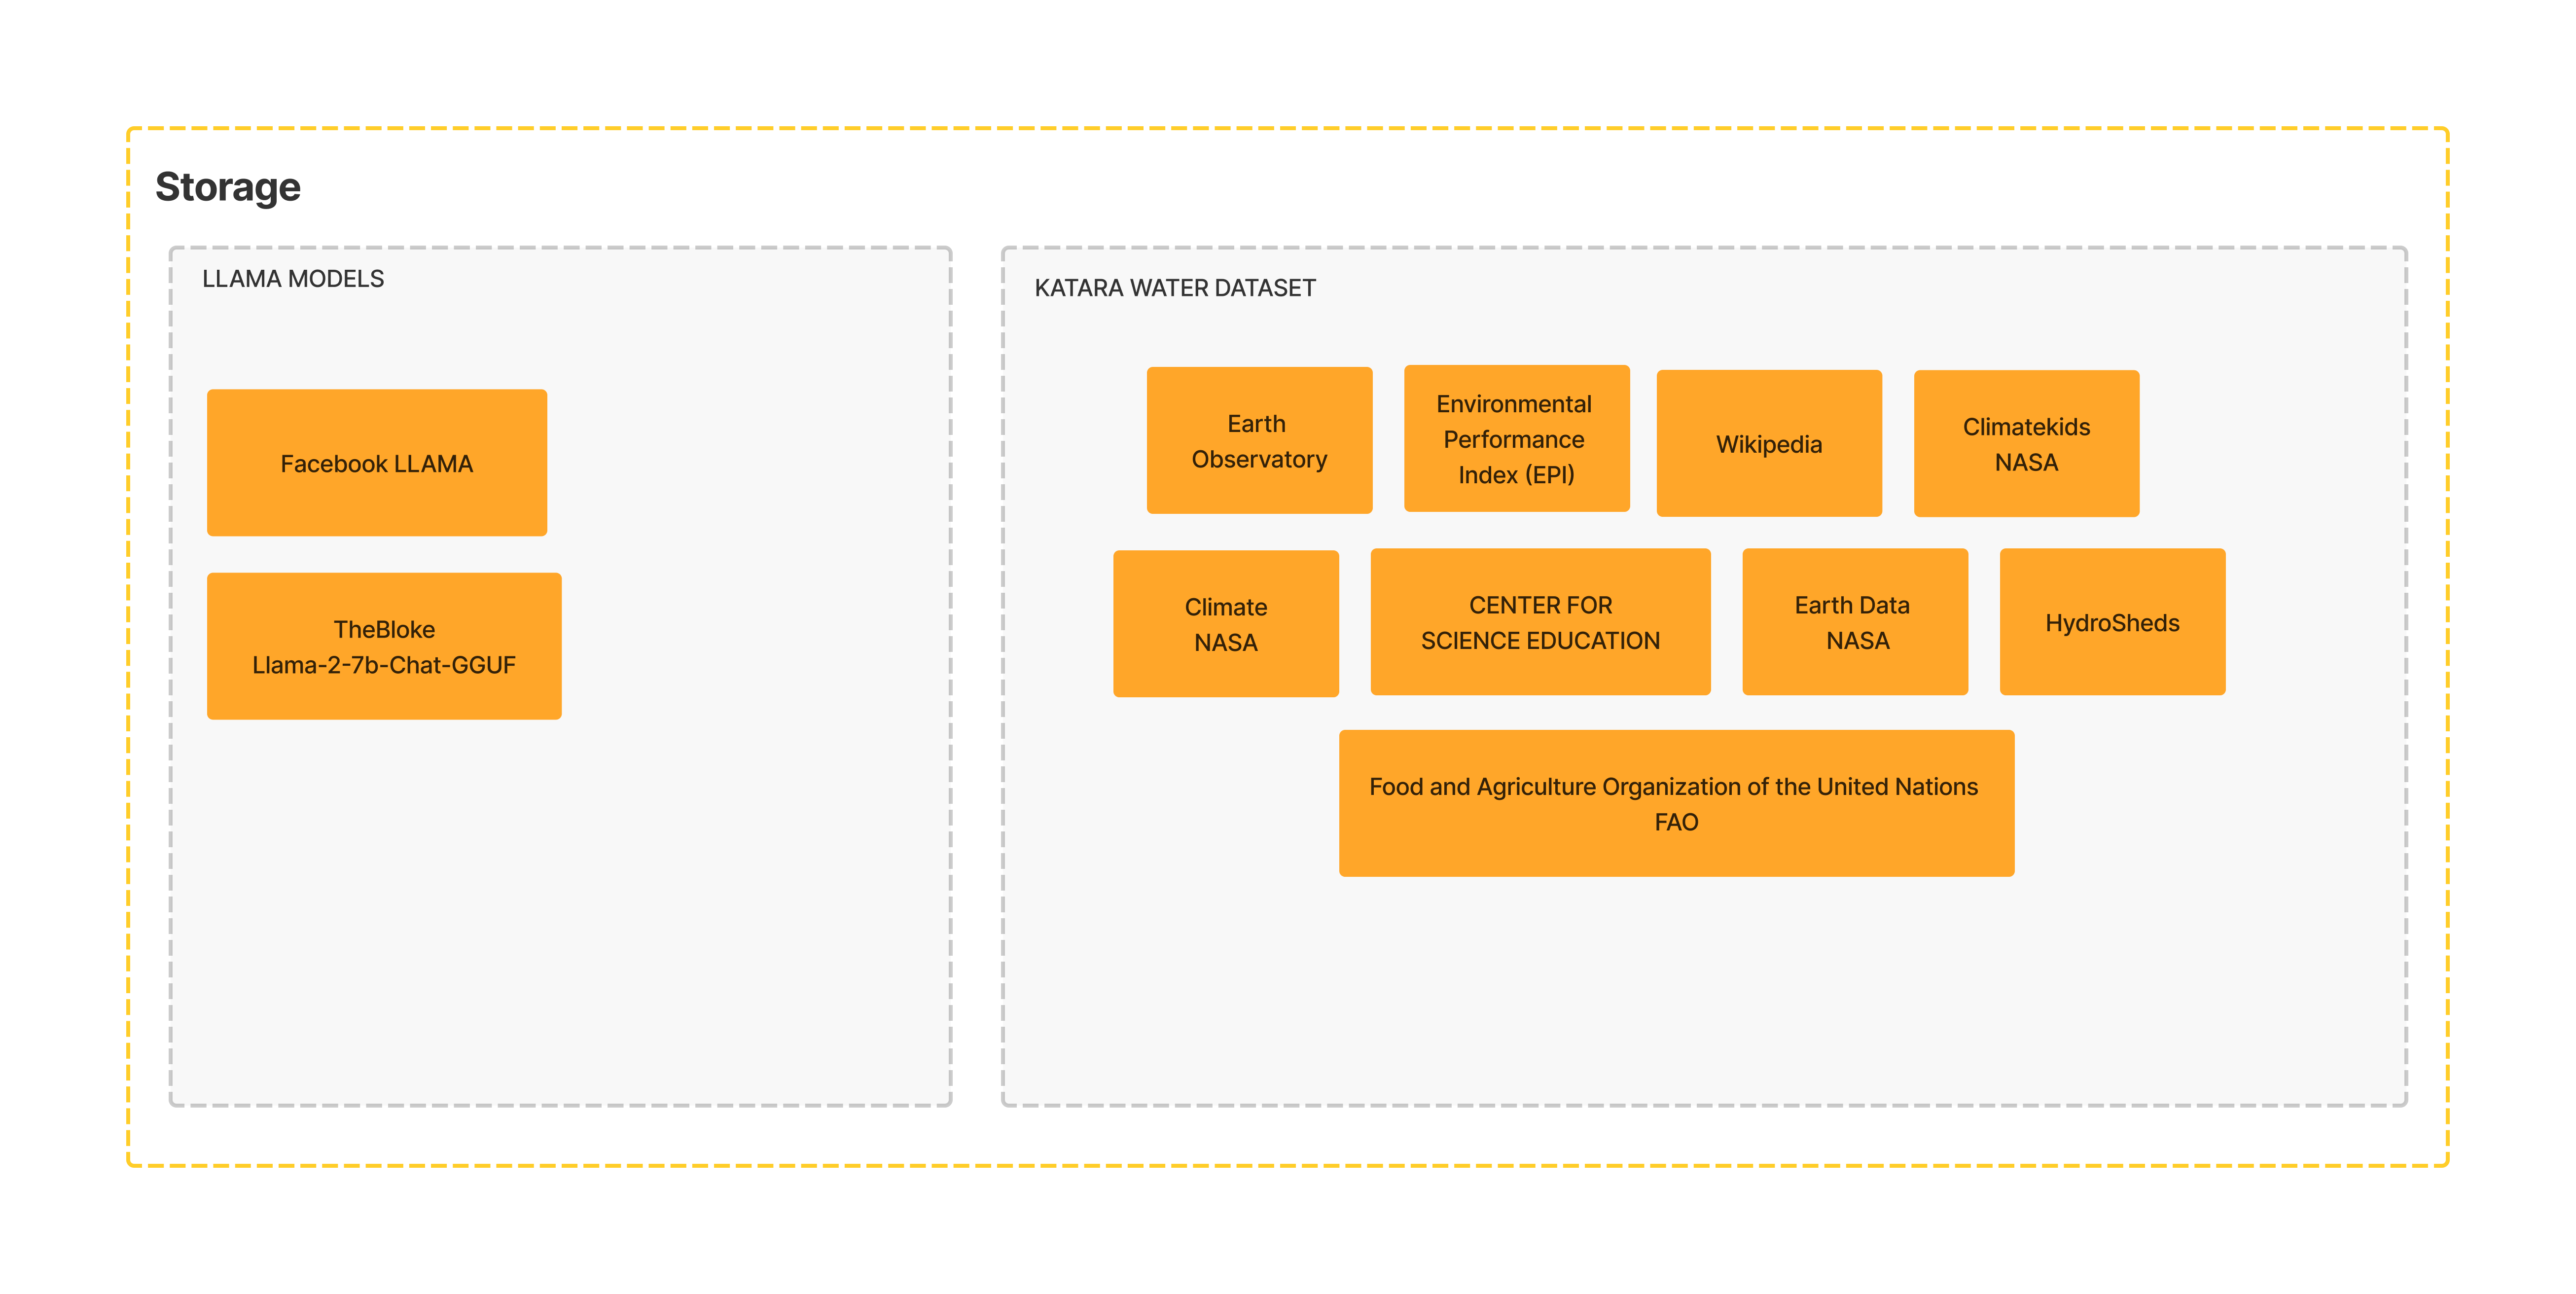 Storage
LLAMA MODELS
Facebook LLAMA
TheBloke
Llama-2-7b-Chat-GGUF
KATARA WATER DATASET
Earth
Observatory
Environmental
Performance
Index (EPI)
Wikipedia
Climatekids
NASA
Climate
NASA
CENTER FOR
SCIENCE EDUCATION
Earth Data
NASA
HydroSheds
Food and Agriculture Organization of the United Nations
FAO